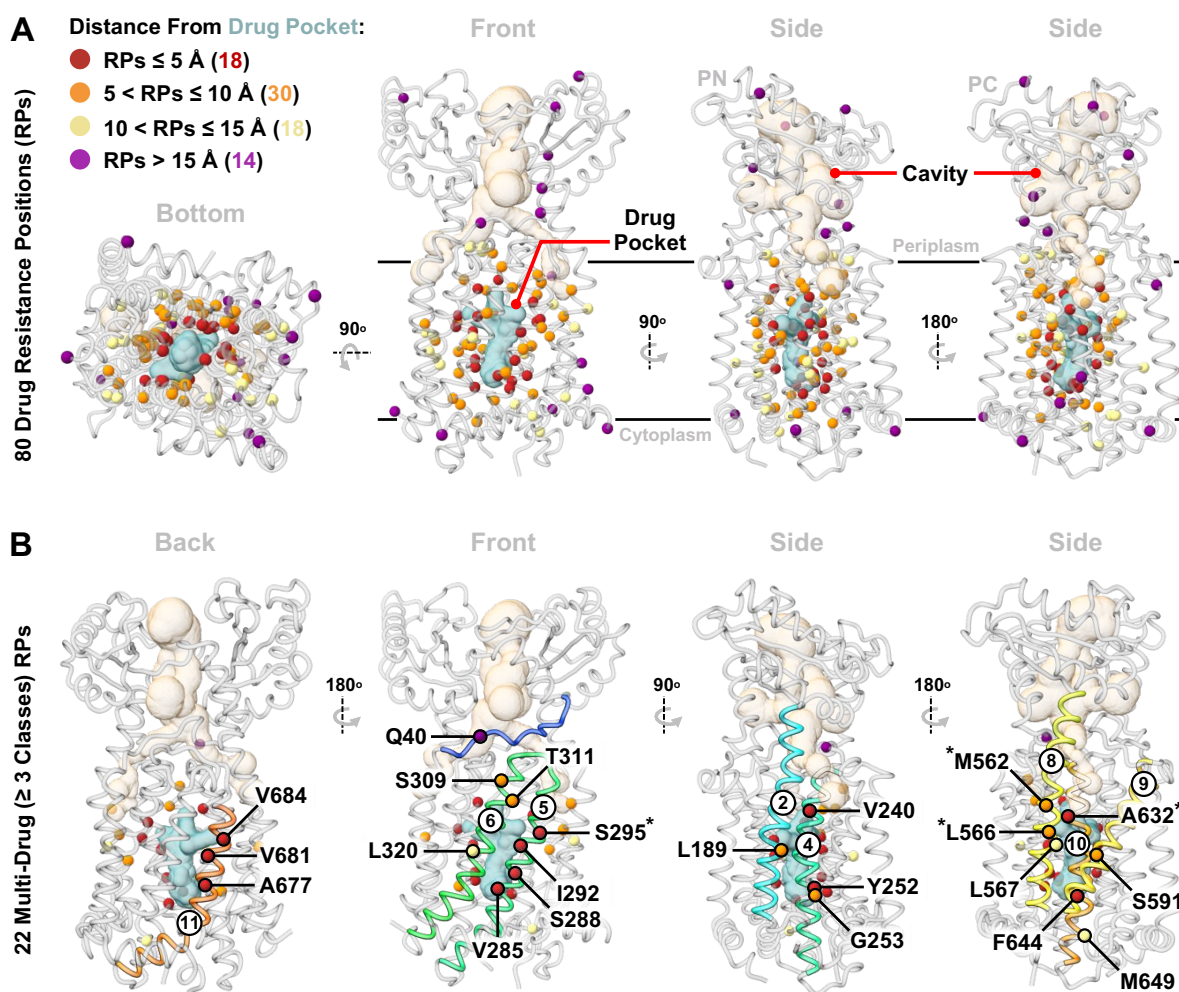 A
80 Drug Resistance Positions (RPs)
Distance From Drug Pocket:
RPs ≤ 5 Å (18)
5 < RPs ≤ 10 Å (30)
10 < RPs ≤ 15 Å (18)
RPs > 15 Å (14)
Bottom
Front
Side
Side
PN
PC
Cavity
Drug
Pocket
Periplasm
Cytoplasm
90°
90°
180°
B
22 Multi-Drug (≥ 3 Classes) RPs
Back
Front
Side
Side
180°
90°
180°
V684
V681
A677
11
Q40
S309
T311
6
5
S295*
L320
I292
S288
V285
2
V240
4
L189
Y252
G253
8
9
*M562
A632*
*L566
10
L567
S591
F644
M649